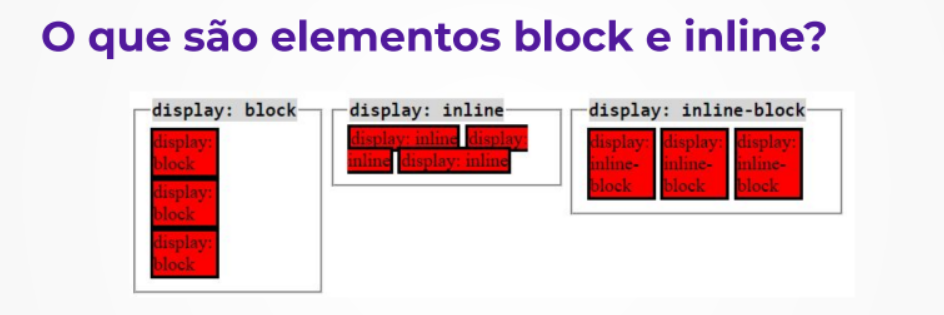 O que são elementos block e inline?
display: block
display:
block
display:
block
display:
block
display: inline
display: inline display:
inline display: inline
display: inline-block
display:
inline-
block
display:
inline-
block
display:
inline-
block